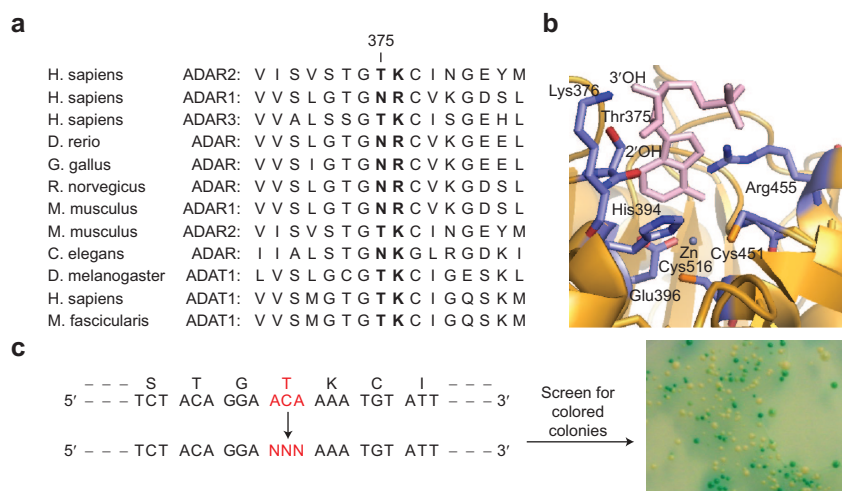 a
375
H. sapiens ADAR2: V I S V S T G T K C I N G E Y M
H. sapiens ADAR1: V V S L G T G N R C V K G D S L
H. sapiens ADAR3: V V A L S S G T K C I S G E H L
D. rerio ADAR: V V S L G T G N R C V K G E E L
G. gallus ADAR: V V S I G T G N R C V K G E E L
R. norvegicus ADAR: V V S L G T G N R C V K G D S L
M. musculus ADAR1: V V S L G T G N R C V K G D S L
M. musculus ADAR2: V I S V S T G T K C I N G E Y M
C. elegans ADAR: I I A L S T G N K G L R G D K I
D. melanogaster ADAT1: L V S L G C G T K C I G E S K L
H. sapiens ADAT1: V V S M G T G T K C I G Q S K M
M. fascicularis ADAT1: V V S M G T G T K C I G Q S K M
b
3′OH
Lys376
Thr375
2′OH
Arg455
His394
Zn
Cys451
Cys516
Glu396
c
S T G T K C I
5′ – – – TCT ACA GGA ACA AAA TGT ATT – – – 3′
5′ – – – TCT ACA GGA NNN AAA TGT ATT – – – 3′
Screen for
colored
colonies